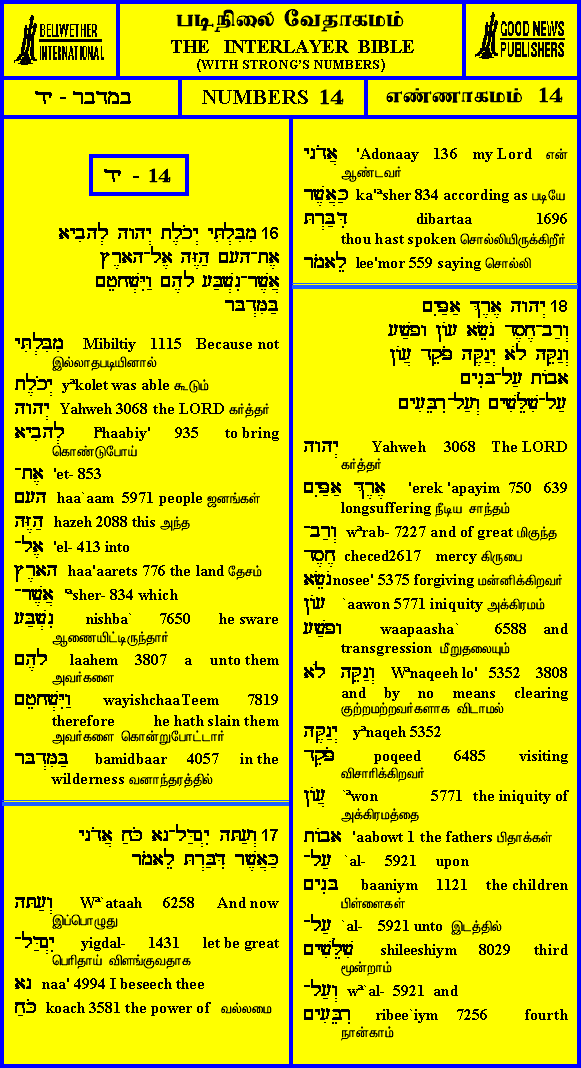 BELLWETHER
INTERNATIONAL
படிநிலை வேதாகமம்
THE INTERLAYER BIBLE
(WITH STRONG'S NUMBERS)
GOOD NEWS
PUBLISHERS
במדבר - יד
NUMBERS 14
எண்ணாகமம் 14
יד - 14
16 מִבִּלְתִּי יְכֹלֶת יְהוָה לְהָבִיא
אֶת־הָעָם הַזֶּה אֶל־הָאָרֶץ
אֲשֶׁר־נִשְׁבַּע לָהֶם וַיִּשְׁחָטֵם
בַּמִּדְבָּר
מִבִּלְתִּי Mibiltiy 1115 Because not
இல்லாதபடியினால்
יְכֹלֶת yªkolet was able கூடும்
יְהוָה Yahweh 3068 the LORD கர்த்தர்
לְהָבִיא lªhaabiy' 935 to bring
கொண்டுபோய்
אֶת־ 'et- 853
הָעָם haa`aam 5971 people ஜனங்கள்
הַזֶּה hazeh 2088 this அந்த
אֶל־ 'el- 413 into
הָאָרֶץ haa'aarets 776 the land தேசம்
אֲשֶׁר־ ªsher- 834 which
נִשְׁבַּע nishba` 7650 he sware
ஆணையிட்டிருந்தார்
לָהֶם laahem 3807 a unto them
அவர்களை
וַיִּשְׁחָטֵם wayishchaaTeem 7819
therefore he hath slain them
அவர்களை கொன்றுபோட்டார்
בַּמִּדְבָּר bamidbaar 4057 in the
wilderness வனாந்தரத்தில்
17 וְעַתָּה יִגְדַּל־נָא כֹּחַ אֲדֹנָי
כַּאֲשֶׁר דִּבַּרְתָּ לֵאמֹר
וְעַתָּה Wª`ataah 6258 And now
இப்பொழுது
יִגְדַּל־ yigdal- 1431 let be great
பெரிதாய் விளங்குவதாக
נָא naa' 4994 I beseech thee
כֹּחַ koach 3581 the power of வல்லமை
אֲדֹנָי 'Adonaay 136 my Lord என்
ஆண்டவர்
כַּאֲשֶׁר ka'ªsher 834 according as படியே
דִּבַּרְתָּ dibartaa 1696
thou hast spoken சொல்லியிருக்கிறீர்
לֵאמֹר lee'mor 559 saying சொல்லி
18 יְהוָה אֶרֶךְ אַפַּיִם
וְרַב־חֶסֶד נֹשֵׂא עָוֹן וָפָשַׁע
וְנַקֵּה לֹא יְנַקֶּה פֹּקֵד עֲוֹן
אָבוֹת עַל־בָּנִים
עַל־שִׁלֵּשִׁים וְעַל־רִבֵּעִים
יְהוָה Yahweh 3068 The LORD
கர்த்தர்
אֶרֶךְ אַפַּיִם 'erek 'apayim 750 639
longsuffering நீடிய சாந்தம்
וְרַב־ wªrab- 7227 and of great மிகுந்த
חֶסֶד checed2617 mercy கிருபை
נֹשֵׂא nosee' 5375 forgiving மன்னிக்கிறவர்
עָוֹן `aawon 5771 iniquity அக்கிரமம்
וָפָשַׁע waapaasha` 6588 and
transgression மீறுதலையும்
וְנַקֵּה לֹא Wªnaqeeh lo' 5352 3808
and by no means clearing
குற்றமற்றவர்களாக விடாமல்
יְנַקֶּה yªnaqeh 5352
פֹּקֵד poqeed 6485 visiting
விசாரிக்கிறவர்
עֲוֹן `ªwon 5771 the iniquity of
அக்கிரமத்தை
אָבוֹת 'aabowt 1 the fathers பிதாக்கள்
עַל־ `al- 5921 upon
בָּנִים baaniym 1121 the children
பிள்ளைகள்
עַל־ `al- 5921 unto இடத்தில்
שִׁלֵּשִׁים shileeshiym 8029 third
மூன்றாம்
וְעַל־ wª`al- 5921 and
רִבֵּעִים ribee`iym 7256 fourth
நான்காம்